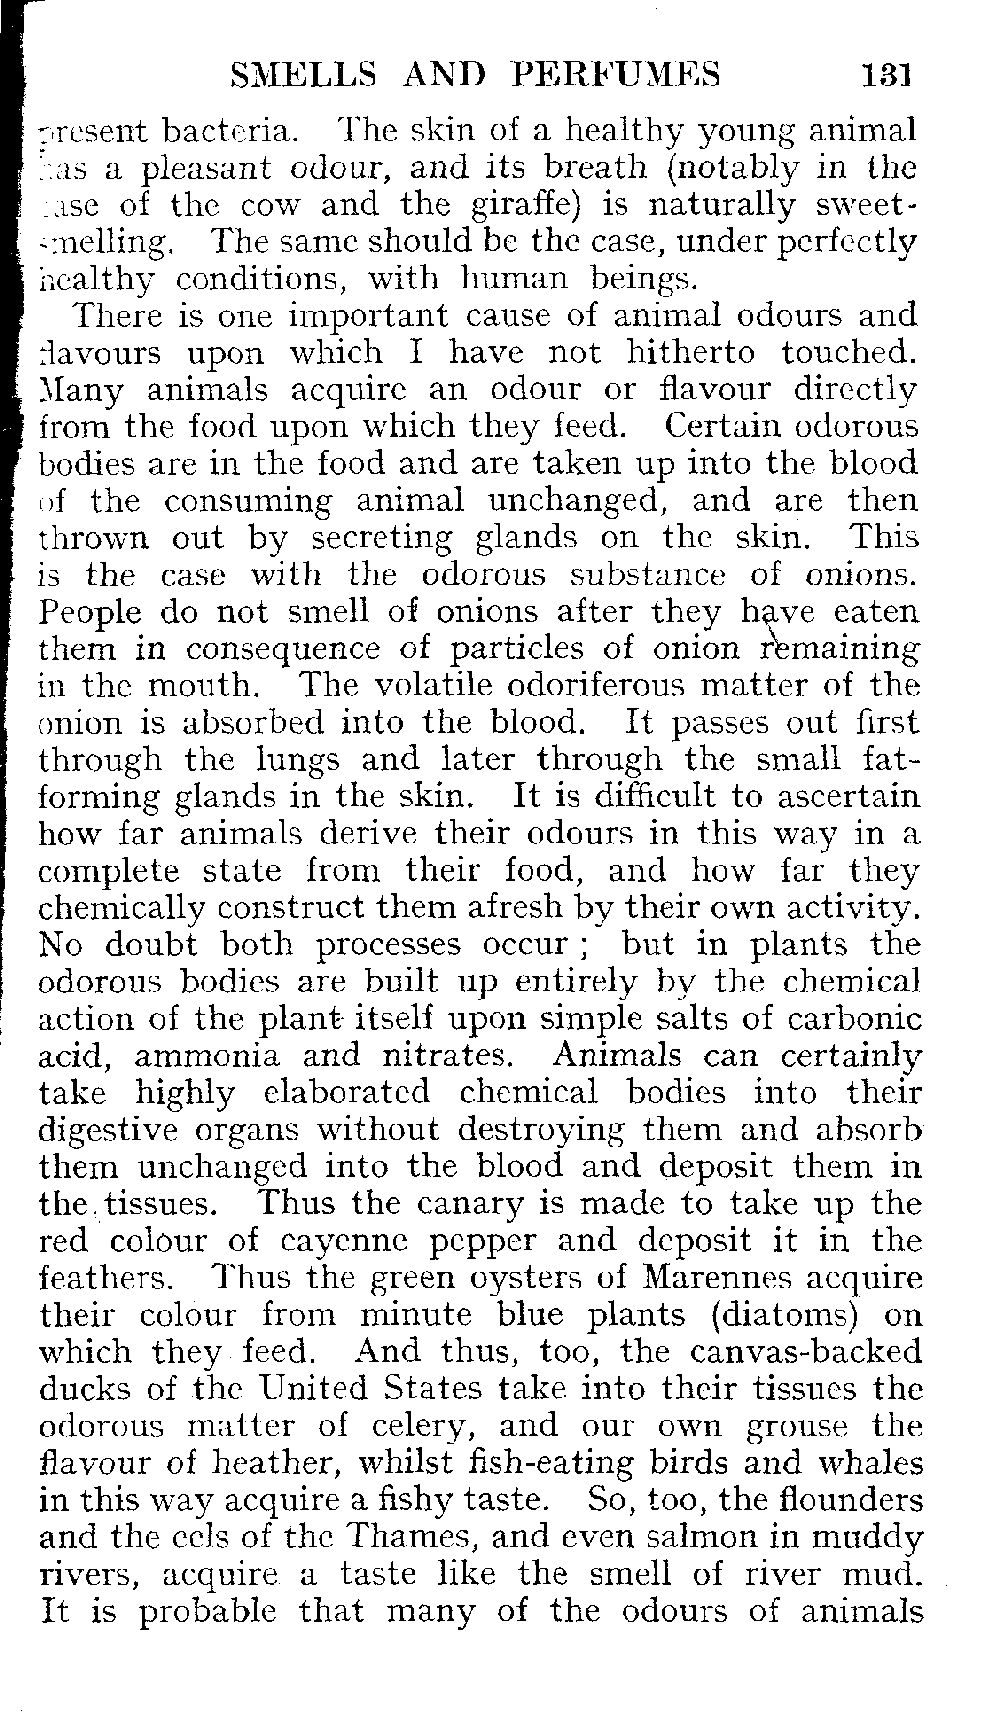 SMELLS AND PERFUMES 131
present bacteria. The skin of a healthy young animal
has a pleasant odour, and its breath (notably in the
case of the cow and the giraffe) is naturally sweet-
smelling. The same should be the case, under perfectly
healthy conditions, with human beings.
There is one important cause of animal odours and
flavours upon which I have not hitherto touched.
Many animals acquire an odour or flavour directly
from the food upon which they feed. Certain odorous
bodies are in the food and are taken up into the blood
of the consuming animal unchanged, and are then
thrown out by secreting glands on the skin. This
is the case with the odorous substance of onions.
People do not smell of onions after they have eaten
them in consequence of particles of onion remaining
in the mouth. The volatile odoriferous matter of the
onion is absorbed into the blood. It passes out first
through the lungs and later through the small fat-
forming glands in the skin. It is difficult to ascertain
how far animals derive their odours in this way in a
complete state from their food, and how far they
chemically construct them afresh by their own activity.
No doubt both processes occur ; but in plants the
odorous bodies are built up entirely by the chemical
action of the plant itself upon simple salts of carbonic
acid, ammonia and nitrates. Animals can certainly
take highly elaborated chemical bodies into their
digestive organs without destroying them and absorb
them unchanged into the blood and deposit them in
the tissues. Thus the canary is made to take up the
red colour of cayenne pepper and deposit it in the
feathers. Thus the green oysters of Marennes acquire
their colour from minute blue plants (diatoms) on
which they feed. And thus, too, the canvas-backed
ducks of the United States take into their tissues the
odorous matter of celery, and our own grouse the
flavour of heather, whilst fish-eating birds and whales
in this way acquire a fishy taste. So, too, the flounders
and the eels of the Thames, and even salmon in muddy
rivers, acquire a taste like the smell of river mud.
It is probable that many of the odours of animals